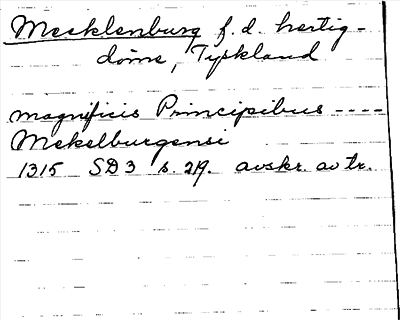 Mecklenburg f.d. hertig-
döme, Tyskland
magnificis Principibus ----
Mekelburgensi
1315 SD3 s. 219. avskr. av tr.